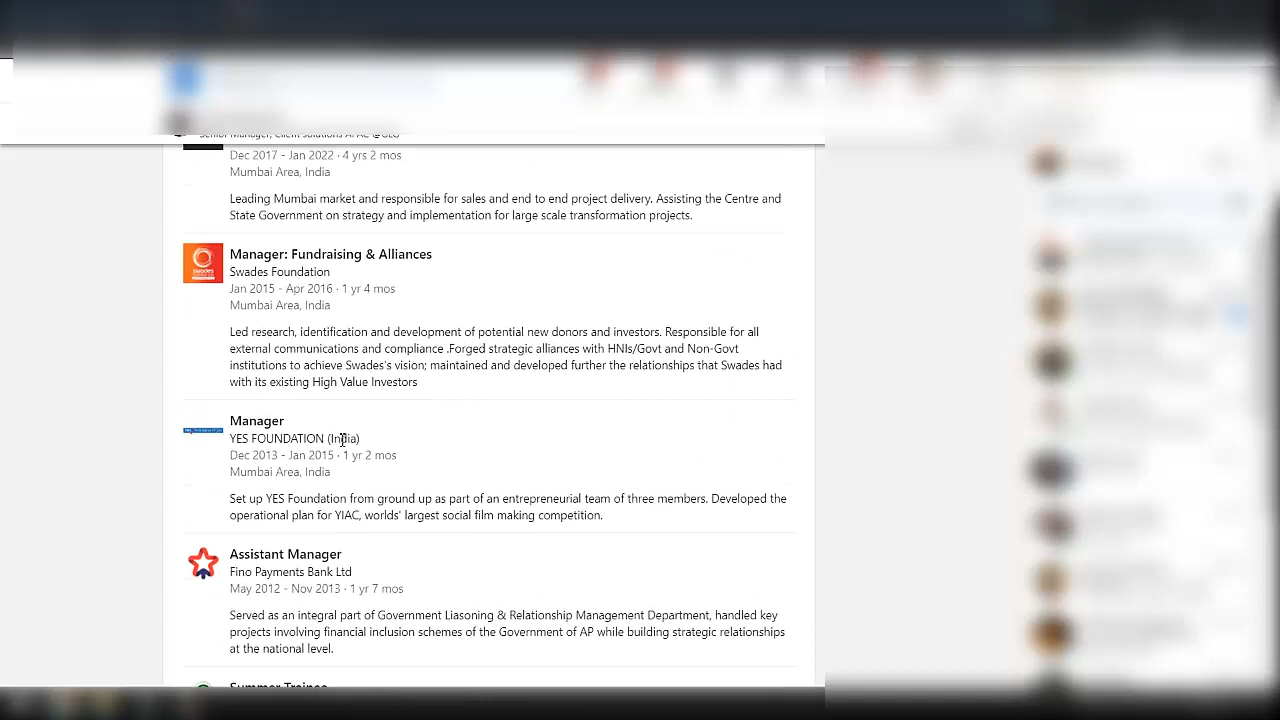 Senior Manager, Client Solutions APAC @GLG
Dec 2017 - Jan 2022 · 4 yrs 2 mos
Mumbai Area, India
Leading Mumbai market and responsible for sales and end to end project delivery. Assisting the Centre and
State Government on strategy and implementation for large scale transformation projects.
Manager: Fundraising & Alliances
Swades Foundation
Jan 2015 - Apr 2016 · 1 yr 4 mos
Mumbai Area, India
Led research, identification and development of potential new donors and investors. Responsible for all
external communications and compliance .Forged strategic alliances with HNIs/Govt and Non-Govt
institutions to achieve Swades's vision; maintained and developed further the relationships that Swades had
with its existing High Value Investors
Manager
YES FOUNDATION (India)
Dec 2013 - Jan 2015 · 1 yr 2 mos
Mumbai Area, India
Set up YES Foundation from ground up as part of an entrepreneurial team of three members. Developed the
operational plan for YIAC, worlds' largest social film making competition.
Assistant Manager
Fino Payments Bank Ltd
May 2012 - Nov 2013 · 1 yr 7 mos
Served as an integral part of Government Liasoning & Relationship Management Department, handled key
projects involving financial inclusion schemes of the Government of AP while building strategic relationships
at the national level.
Summer Trainee